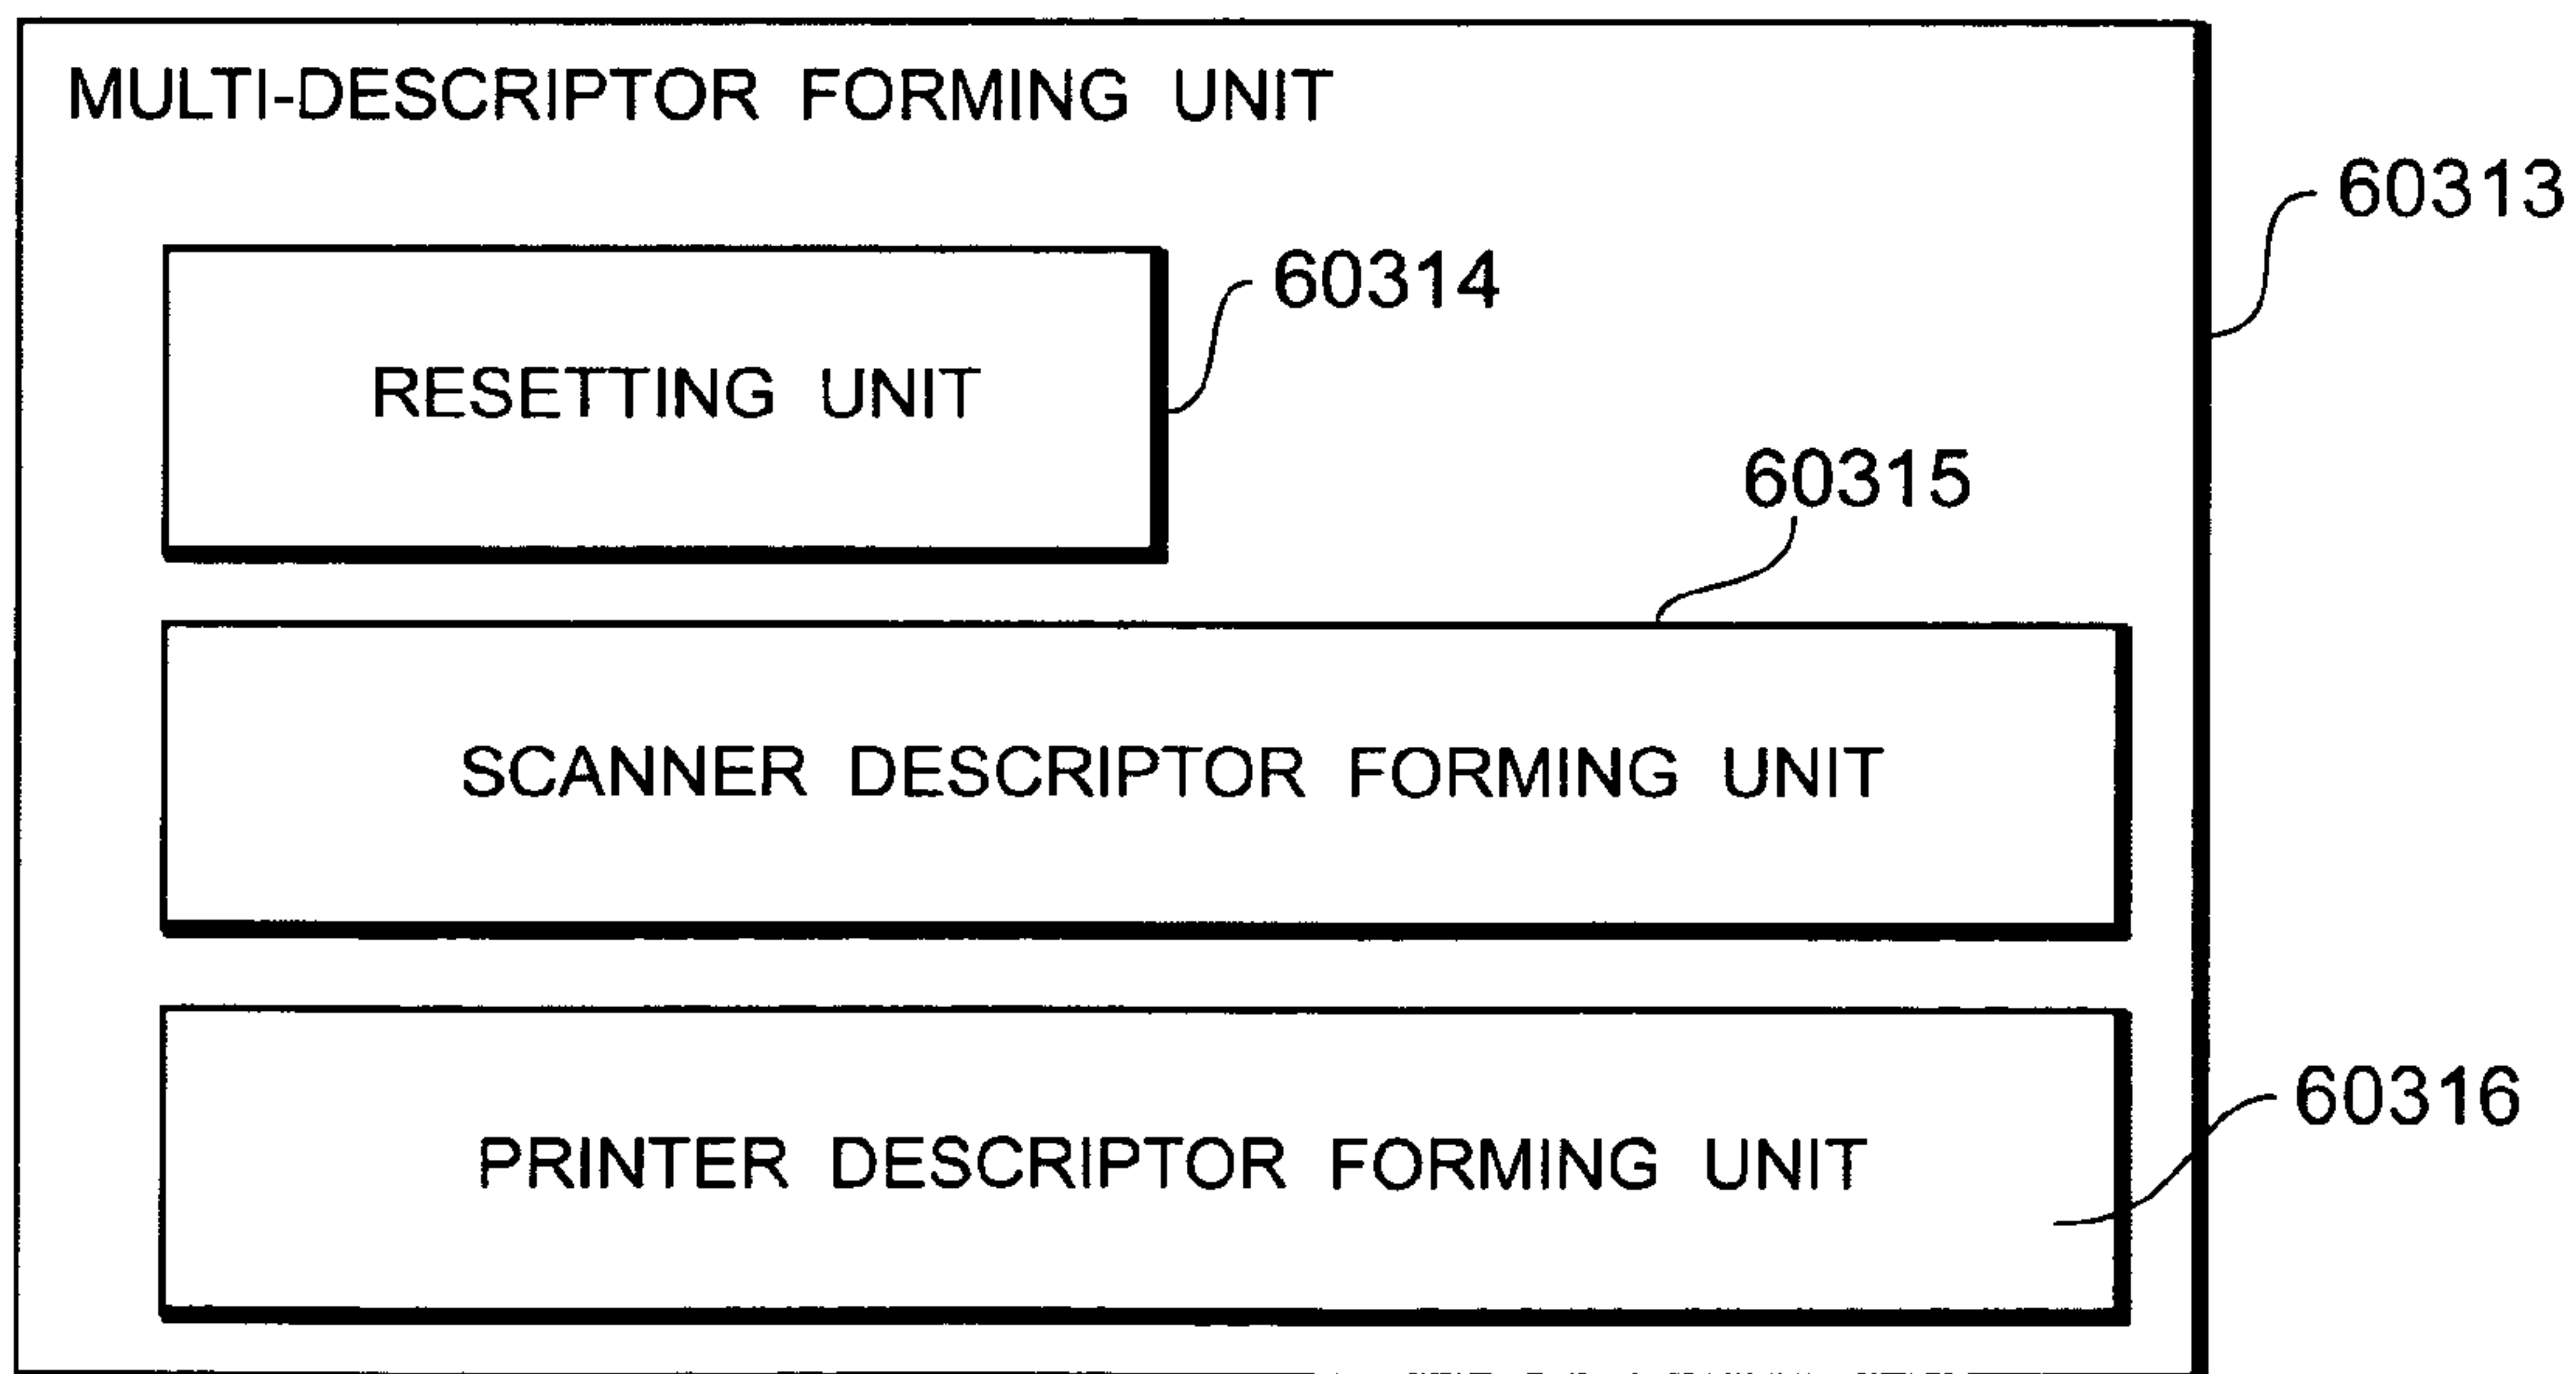 MULTI-DESCRIPTOR FORMING UNIT
60313
60314
RESETTING UNIT
60315
SCANNER DESCRIPTOR FORMING UNIT
60316
PRINTER DESCRIPTOR FORMING UNIT